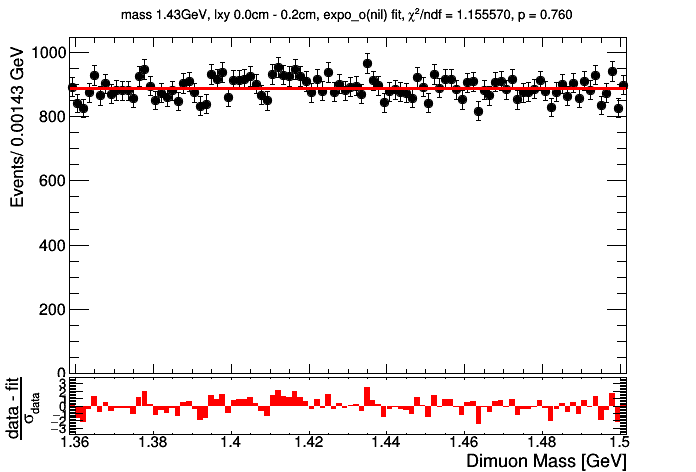 mass 1.43GeV, lxy 0.0cm - 0.2cm, expo_o(nil) fit, χ²/ndf = 1.155570, p = 0.760
Events/ 0.00143 GeV
1000
800
600
400
200
0
data - fit
σdata
3
2
1
0
−1
−2
−3
1.36 1.38 1.4 1.42 1.44 1.46 1.48 1.5
Dimuon Mass [GeV]